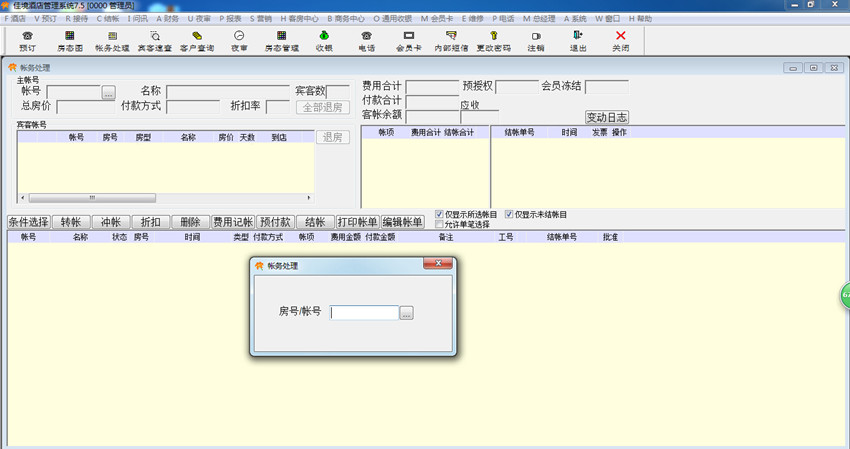 佳境酒店管理系统7.5 [0000 管理员]
F 酒店 V 预订 R 接待 C 结帐 I 问讯 A 财务 U 夜审 P 报表 S 营销 H 客房中心 B 商务中心 O 通用收银 M 会员卡 E 维修 P 电话 M 总经理 A 系统 W 窗口 H 帮助
预订 房态图 帐务处理 宾客速查 客户查询 夜审 房态管理 收银 电话 会员卡 内部短信 更改密码 注销 退出 关闭
帐务处理
主帐号
帐号 ... 名称 宾客数 费用合计 预授权 会员冻结
总房价 付款方式 折扣率 全部退房 付款合计 应收
客帐余额 变动日志
宾客帐号
帐号 房号 房型 名称 房价 天数 到店 退房 帐项 费用合计 结帐合计 结帐单号 时间 发票 操作
条件选择 转帐 冲帐 折扣 删除 费用记帐 预付款 结帐 打印帐单 编辑帐单 仅显示所选帐目 仅显示未结帐目
允许单笔选择
帐号 名称 状态 房号 时间 类型 付款方式 帐项 费用金额 付款金额 备注 工号 结帐单号 批准
帐务处理
房号/帐号 ...